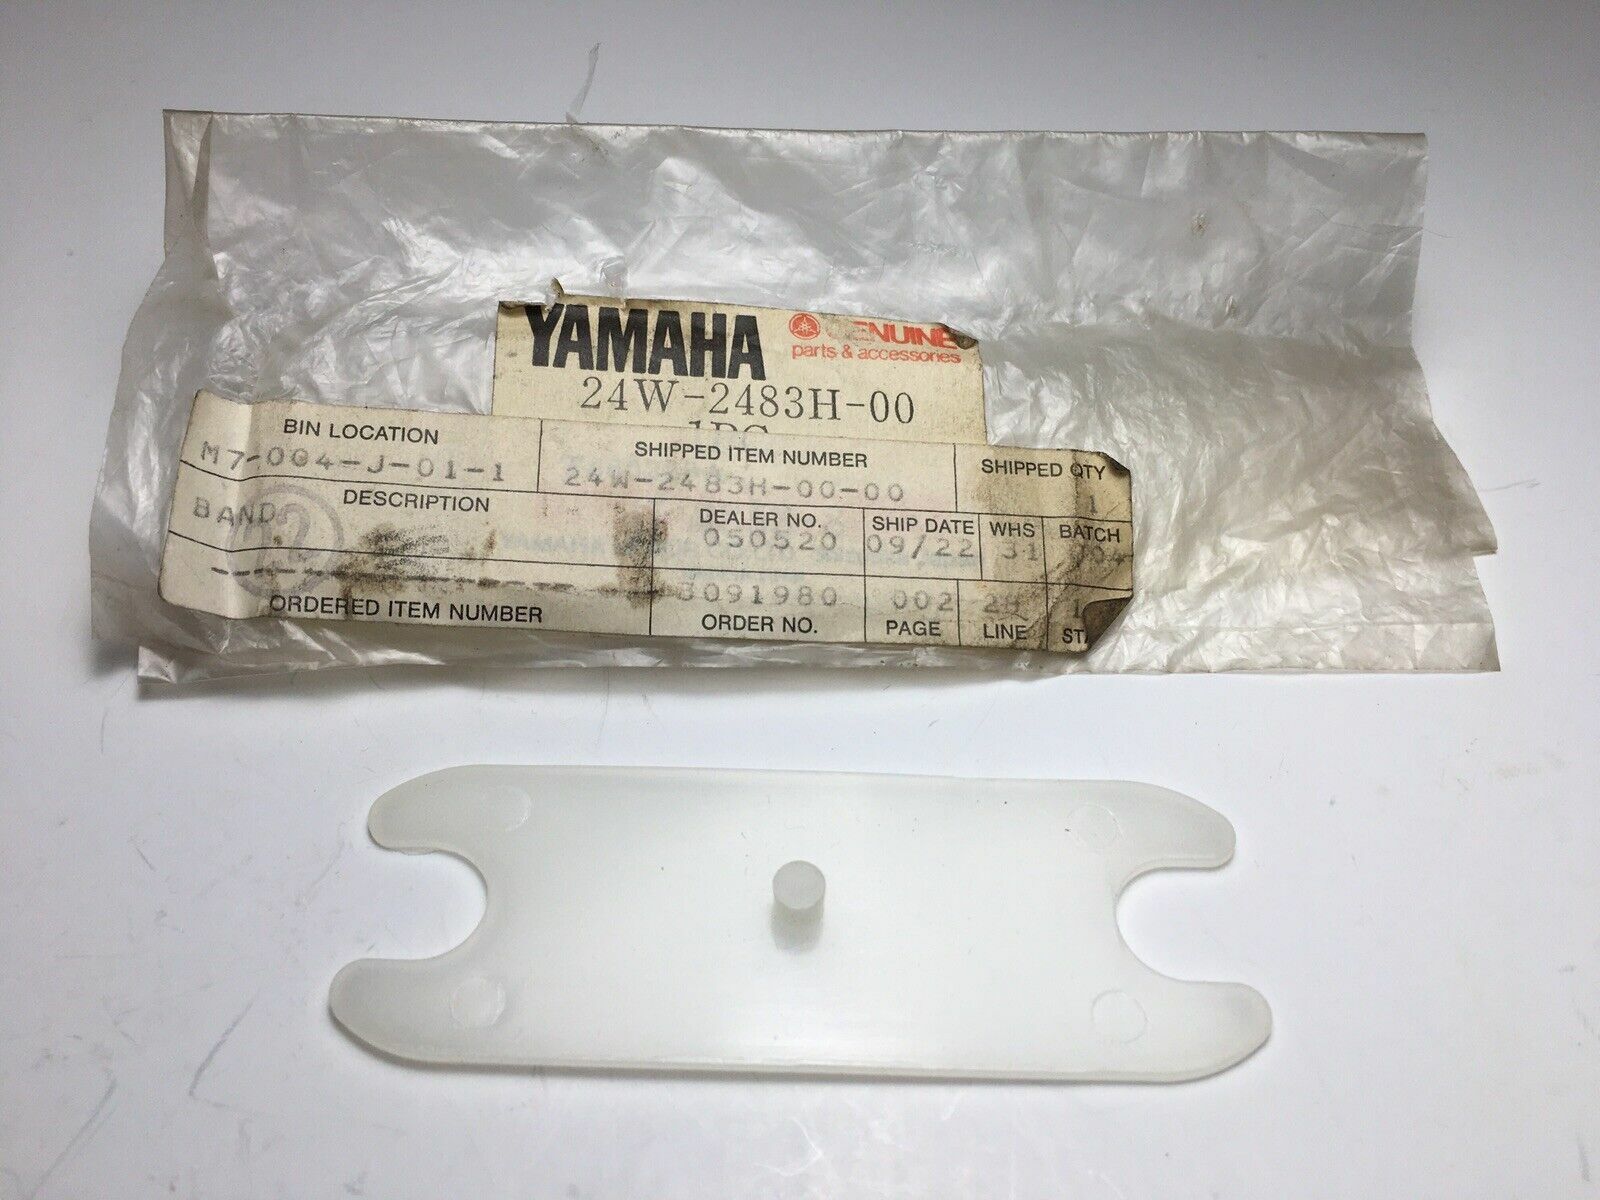 YAMAHA GENUINE
parts & accessories
24W-2483H-00
BIN LOCATION SHIPPED ITEM NUMBER SHIPPED QTY
M7-004-J-01-1 24W-2483H-00-00 1
DESCRIPTION DEALER NO. SHIP DATE WHS BATCH
BAND 050520 09/22 31
YAMAHA
3091980 002
ORDERED ITEM NUMBER ORDER NO. PAGE LINE